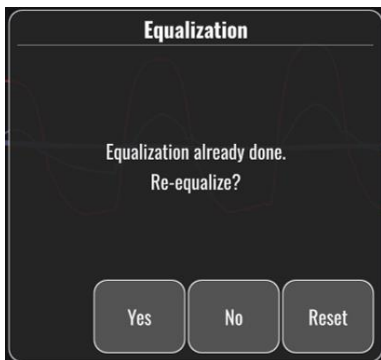 Equalization
Equalization already done.
Re-equalize?
Yes No Reset